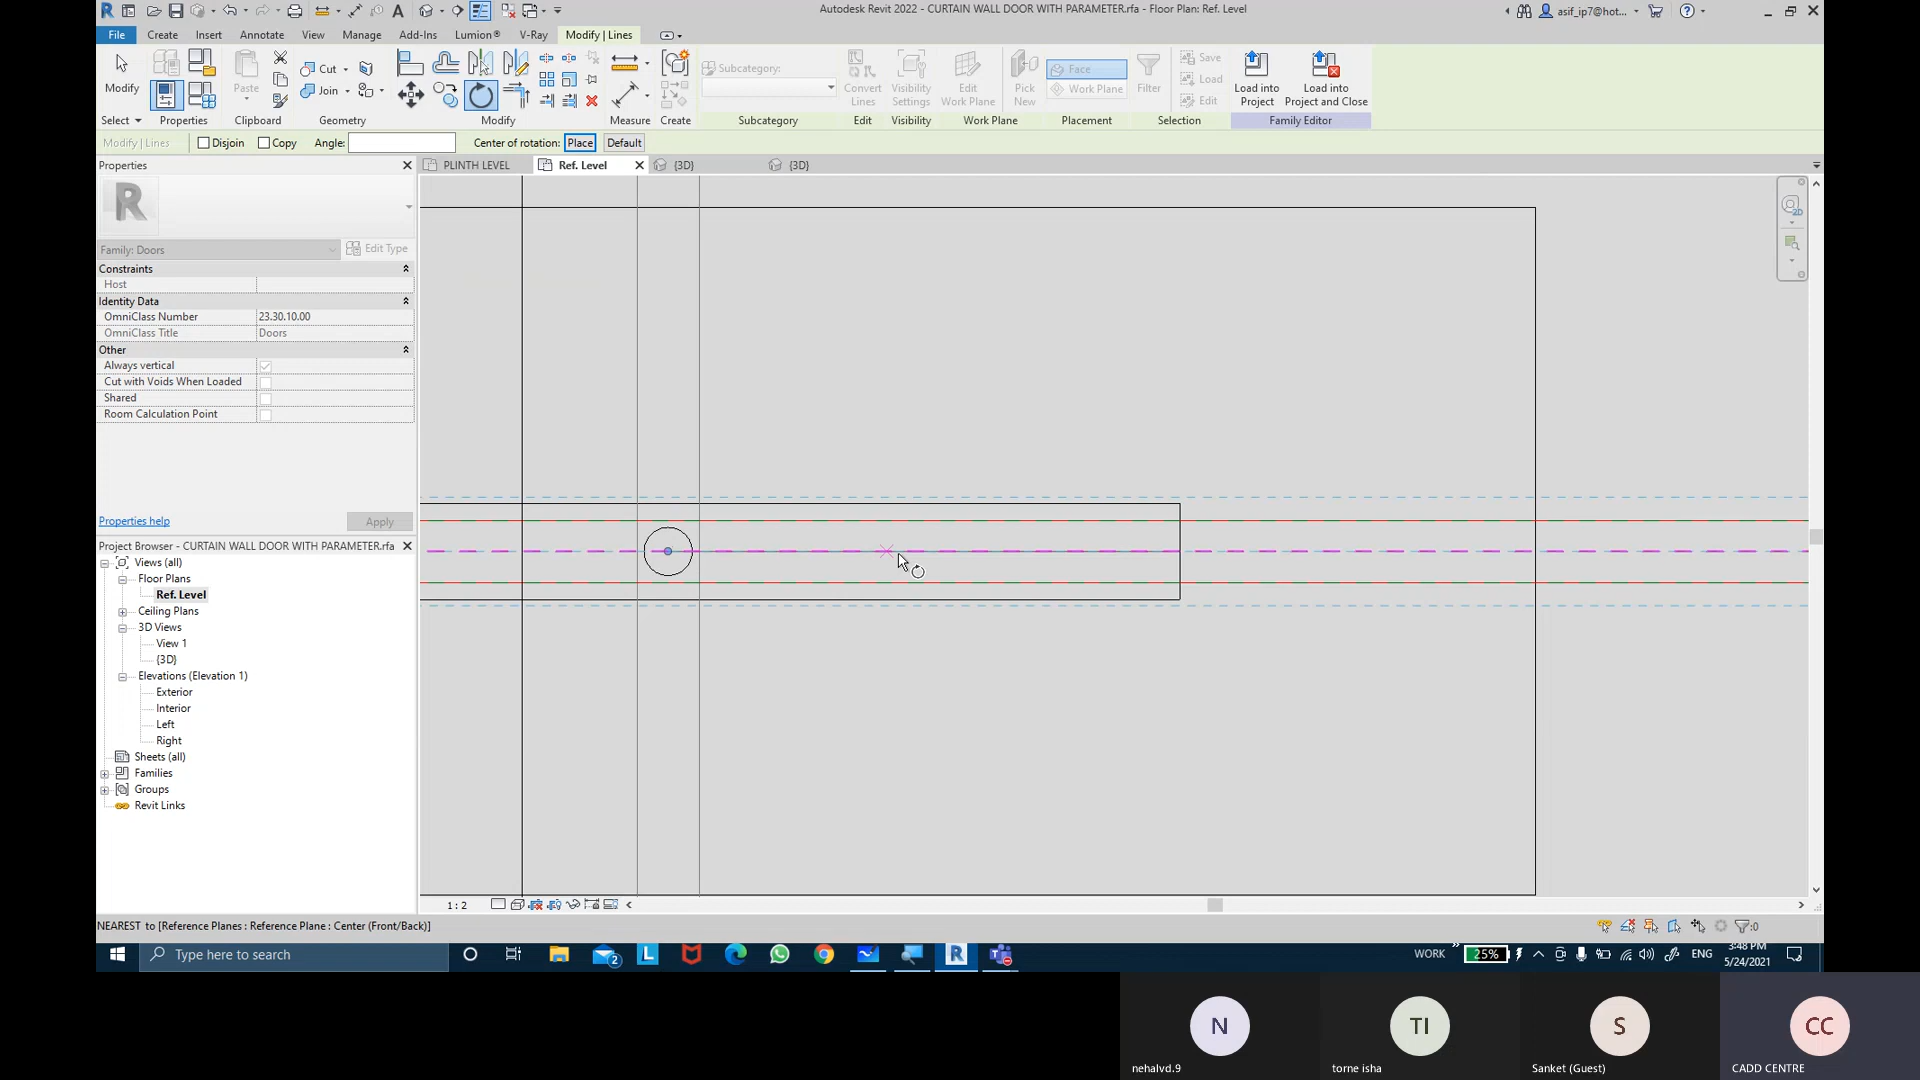 Autodesk Revit 2022 - CURTAIN WALL DOOR WITH PARAMETER.rfa - Floor Plan: Ref. Level
asif_ip7@hot...
File Create Insert Annotate View Manage Add-Ins Lumion® V-Ray Modify | Lines
Modify
Paste
Cut
Join
Subcategory:
Convert
Lines
Visibility
Settings
Edit
Work Plane
Pick
New
Face
Work Plane
Filter
Save
Load
Edit
Load into
Project
Load into
Project and Close
Select Properties Clipboard Geometry Modify Measure Create Subcategory Edit Visibility Work Plane Placement Selection Family Editor
Modify | Lines Disjoin Copy Angle: Center of rotation: Place Default
Properties
PLINTH LEVEL Ref. Level {3D} {3D}
R
Family: Doors Edit Type
Constraints
Host
Identity Data
OmniClass Number 23.30.10.00
OmniClass Title Doors
Other
Always vertical
Cut with Voids When Loaded
Shared
Room Calculation Point
Properties help Apply
Project Browser - CURTAIN WALL DOOR WITH PARAMETER.rfa
Views (all)
Floor Plans
Ref. Level
Ceiling Plans
3D Views
View 1
{3D}
Elevations (Elevation 1)
Exterior
Interior
Left
Right
Sheets (all)
Families
Groups
Revit Links
1 : 2
NEAREST to [Reference Planes : Reference Plane : Center (Front/Back)]
:0
Type here to search
2
L
R
WORK
25%
ENG
3:48 PM
5/24/2021
N
TI
S
CC
nehalvd.9
torne isha
Sanket (Guest)
CADD CENTRE